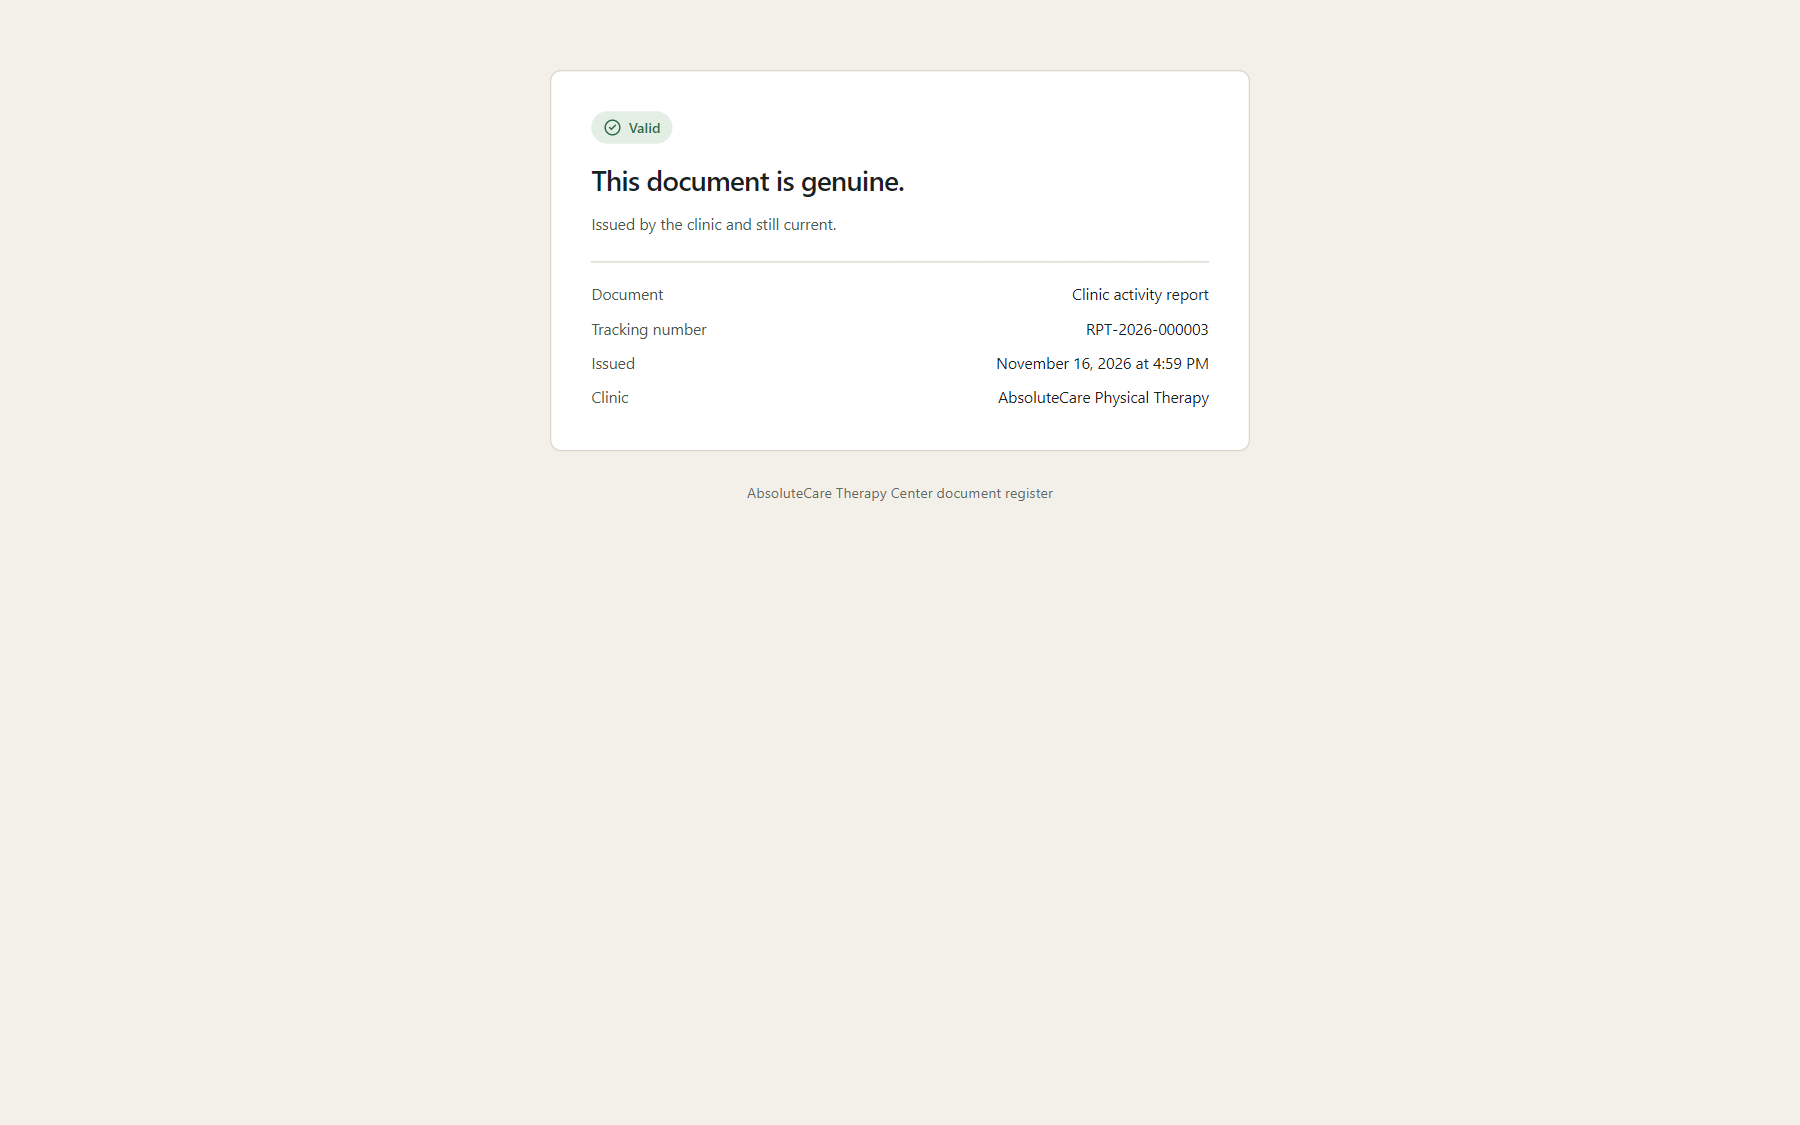 Valid
This document is genuine.
Issued by the clinic and still current.
Document Clinic activity report
Tracking number RPT-2026-000003
Issued November 16, 2026 at 4:59 PM
Clinic AbsoluteCare Physical Therapy
AbsoluteCare Therapy Center document register